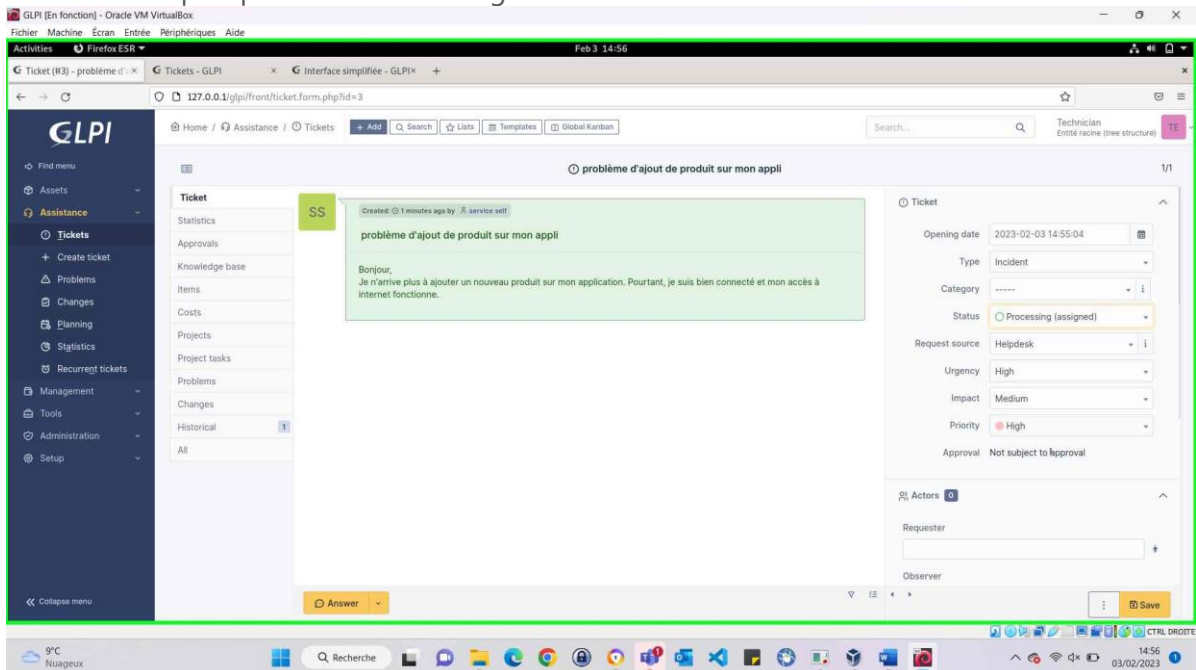 GLPI [En fonction] - Oracle VM VirtualBox
Fichier Machine Écran Entrée Périphériques Aide
Activities Firefox ESR Feb 3 14:56
Ticket (#3) - problème d' Tickets - GLPI Interface simplifiée - GLPI
127.0.0.1/glpi/front/ticket.form.php?id=3
GLPI
Home / Assistance / Tickets + Add Search Lists Templates Global Kanban Search... Technician TE
Entité racine (tree structure)
Find menu
Assets
Assistance
Tickets
+ Create ticket
Problems
Changes
Planning
Statistics
Recurrent tickets
Management
Tools
Administration
Setup
Collapse menu
problème d'ajout de produit sur mon appli 1/1
Ticket
Statistics
Approvals
Knowledge base
Items
Costs
Projects
Project tasks
Problems
Changes
Historical 1
All
SS
Created: 1 minutes ago by service self
problème d'ajout de produit sur mon appli
Bonjour,
Je n'arrive plus à ajouter un nouveau produit sur mon application. Pourtant, je suis bien connecté et mon accès à
internet fonctionne.
Ticket
Opening date 2023-02-03 14:55:04
Type Incident
Category -----
Status Processing (assigned)
Request source Helpdesk
Urgency High
Impact Medium
Priority High
Approval Not subject to approval
Actors 0
Requester
Observer
Answer
Save
CTRL DROITE
9°C
Nuageux
Recherche
14:56
03/02/2023